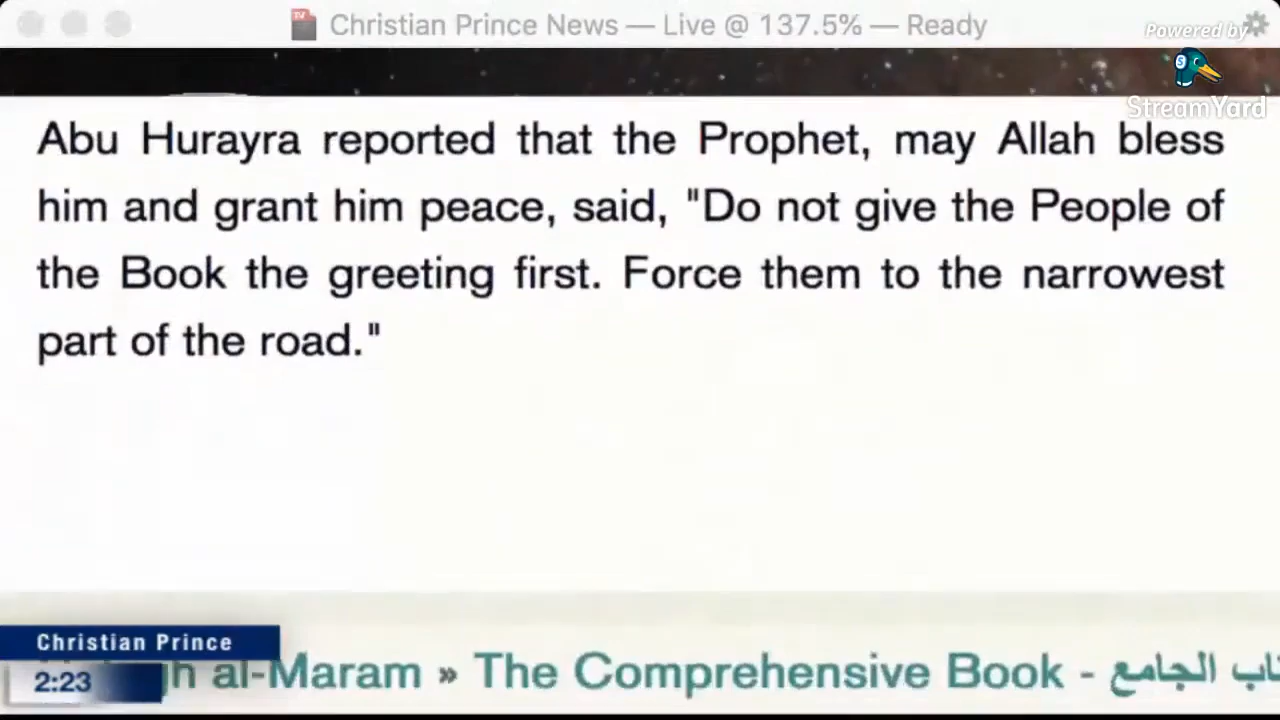 Christian Prince News — Live @ 137.5% — Ready
Powered by
StreamYard
Abu Hurayra reported that the Prophet, may Allah bless
him and grant him peace, said, "Do not give the People of
the Book the greeting first. Force them to the narrowest
part of the road."
Christian Prince
2:23
al-Maram » The Comprehensive Book - الجامع